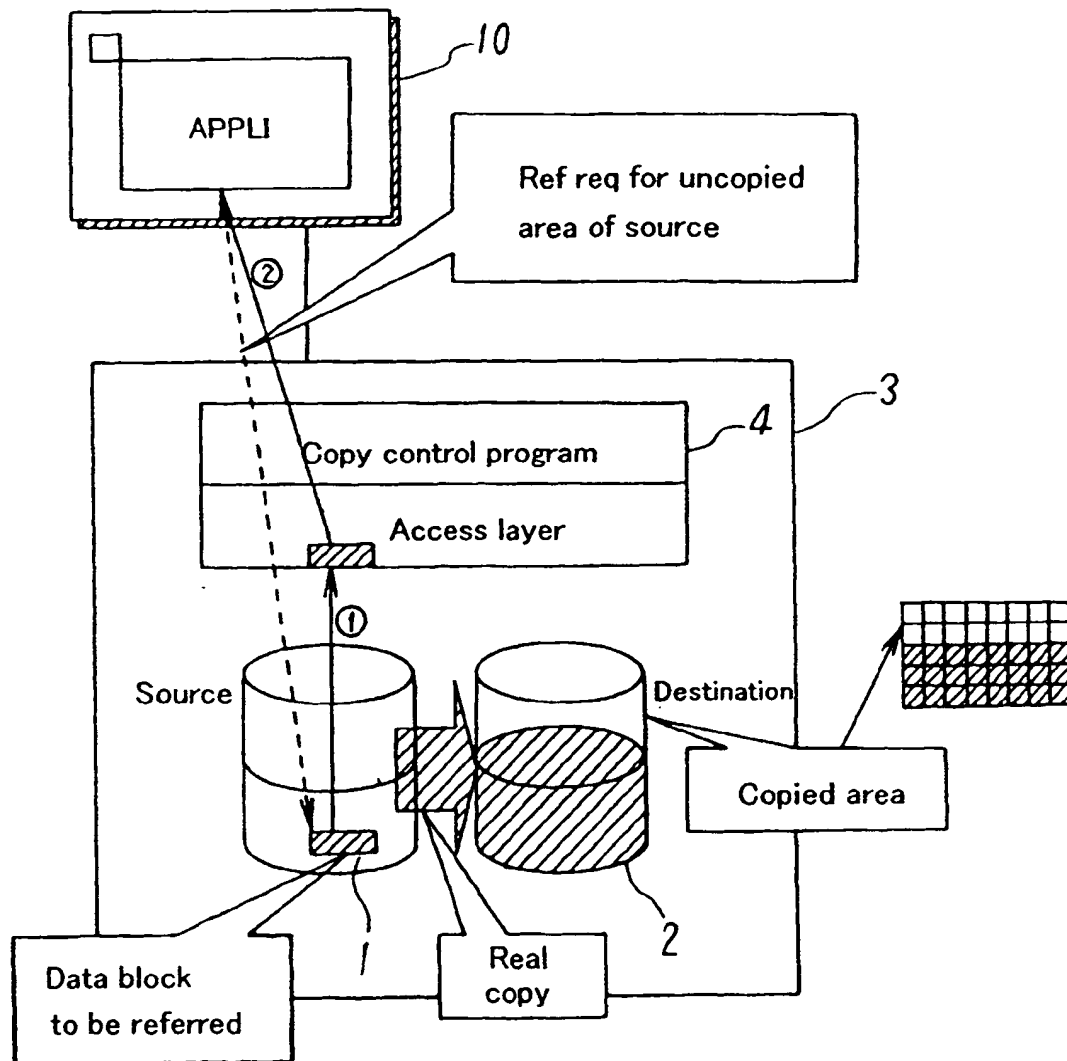 10
APPLI
Ref req for uncopied
area of source
②
3
4
Copy control program
Access layer
①
Source
Destination
Copied area
2
1
Real
copy
Data block
to be referred